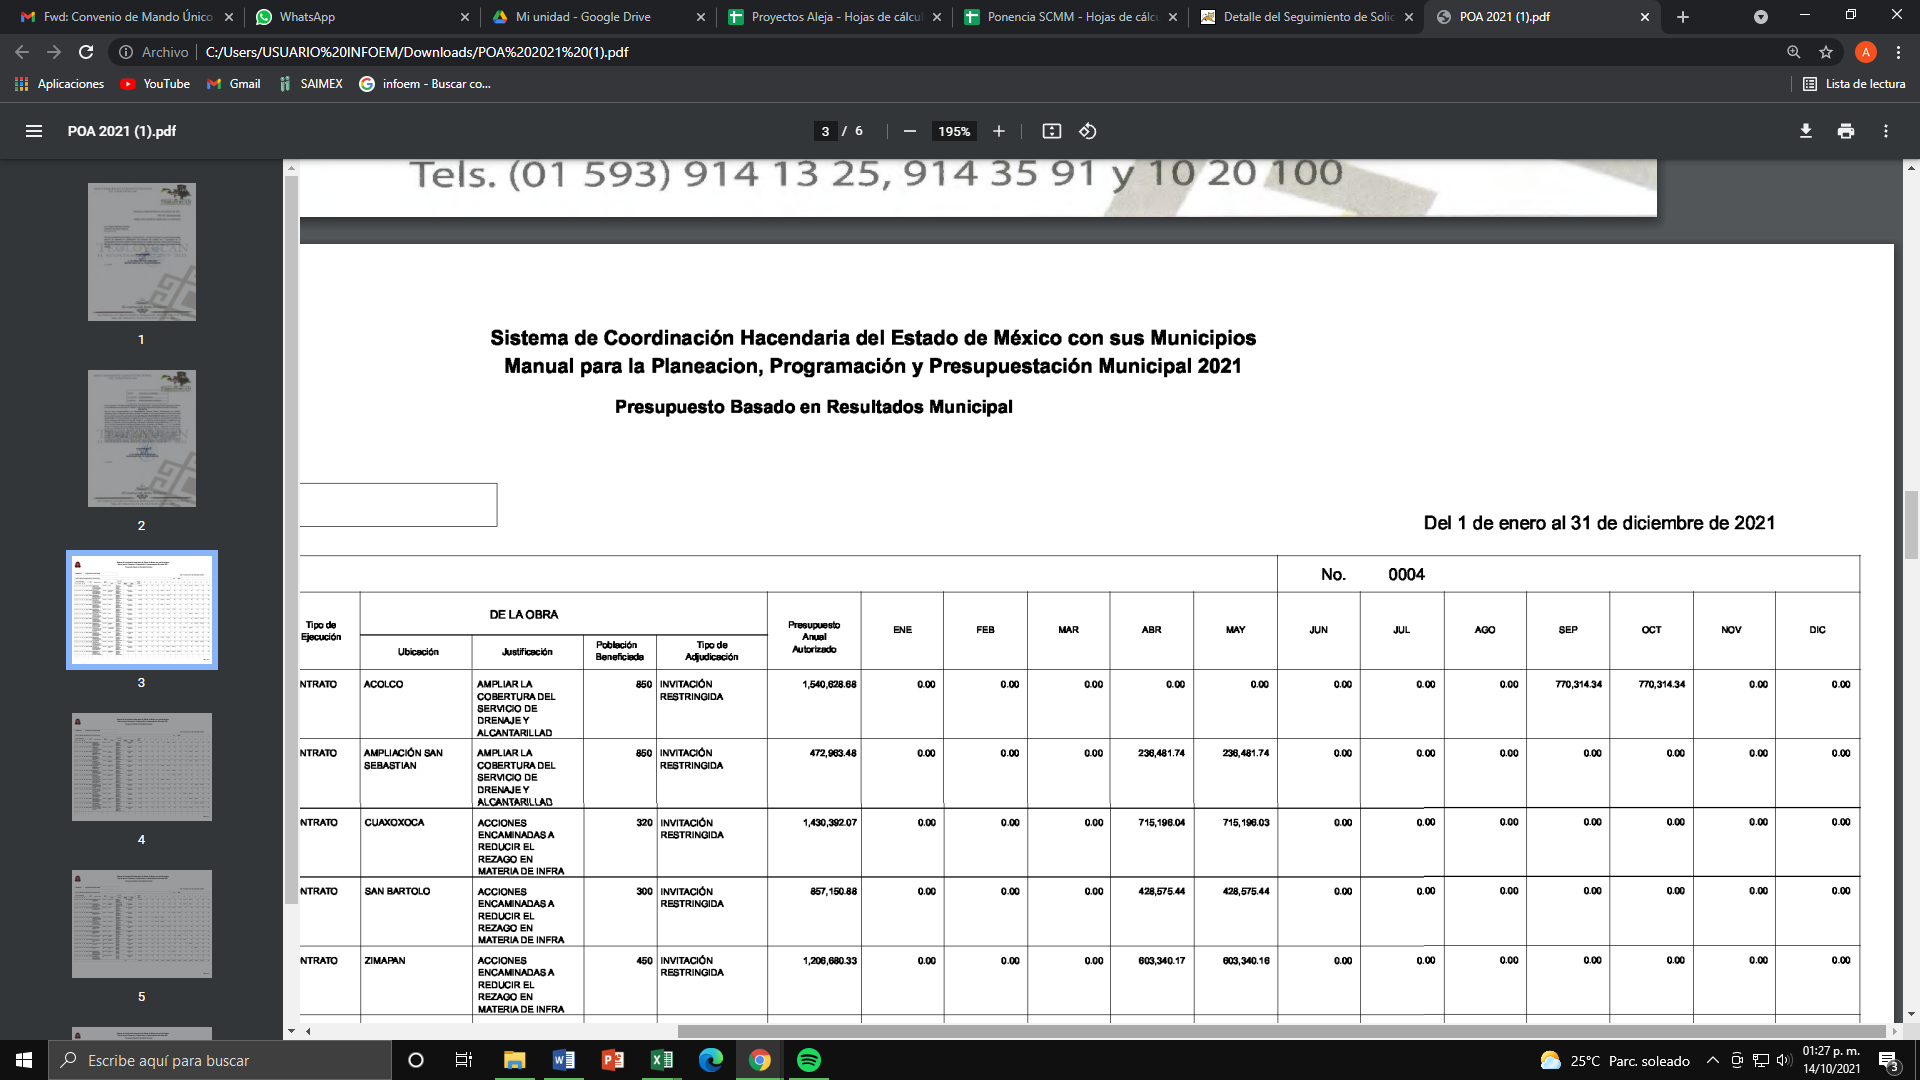 Fwd: Convenio de Mando Único
WhatsApp
Mi unidad - Google Drive
Proyectos Aleja - Hojas de cálcul
Ponencia SCMM - Hojas de cálcu
Detalle del Seguimiento de Solic
POA 2021 (1).pdf
Archivo
C:/Users/USUARIO%20INFOEM/Downloads/POA%202021%20(1).pdf
A
Aplicaciones
YouTube
Gmail
SAIMEX
infoem - Buscar co...
Lista de lectura
POA 2021 (1).pdf
3 / 6
195%
1
2
3
4
5
Tels. (01 593) 914 13 25, 914 35 91 y 10 20 100
Sistema de Coordinación Hacendaria del Estado de México con sus Municipios
Manual para la Planeacion, Programación y Presupuestación Municipal 2021
Presupuesto Basado en Resultados Municipal
Del 1 de enero al 31 de diciembre de 2021
No. 0004
Tipo de Ejecución
DE LA OBRA
Ubicación
Justificación
Población Beneficiada
Tipo de Adjudicación
Presupuesto Anual Autorizado
ENE FEB MAR ABR MAY JUN JUL AGO SEP OCT NOV DIC
NTRATO ACOLCO AMPLIAR LA COBERTURA DEL SERVICIO DE DRENAJE Y ALCANTARILLAD 850 INVITACIÓN RESTRINGIDA 1,540,628.68 0.00 0.00 0.00 0.00 0.00 0.00 0.00 0.00 770,314.34 770,314.34 0.00 0.00
NTRATO AMPLIACIÓN SAN SEBASTIAN AMPLIAR LA COBERTURA DEL SERVICIO DE DRENAJE Y ALCANTARILLAD 850 INVITACIÓN RESTRINGIDA 472,963.48 0.00 0.00 0.00 236,481.74 236,481.74 0.00 0.00 0.00 0.00 0.00 0.00 0.00
NTRATO CUAXOXOCA ACCIONES ENCAMINADAS A REDUCIR EL REZAGO EN MATERIA DE INFRA 320 INVITACIÓN RESTRINGIDA 1,430,392.07 0.00 0.00 0.00 715,196.04 715,196.03 0.00 0.00 0.00 0.00 0.00 0.00 0.00
NTRATO SAN BARTOLO ACCIONES ENCAMINADAS A REDUCIR EL REZAGO EN MATERIA DE INFRA 300 INVITACIÓN RESTRINGIDA 857,150.88 0.00 0.00 0.00 428,575.44 428,575.44 0.00 0.00 0.00 0.00 0.00 0.00 0.00
NTRATO ZIMAPAN ACCIONES ENCAMINADAS A REDUCIR EL REZAGO EN MATERIA DE INFRA 450 INVITACIÓN RESTRINGIDA 1,206,680.33 0.00 0.00 0.00 603,340.17 603,340.16 0.00 0.00 0.00 0.00 0.00 0.00 0.00
Escribe aquí para buscar
25°C Parc. soleado
01:27 p. m.
14/10/2021
3